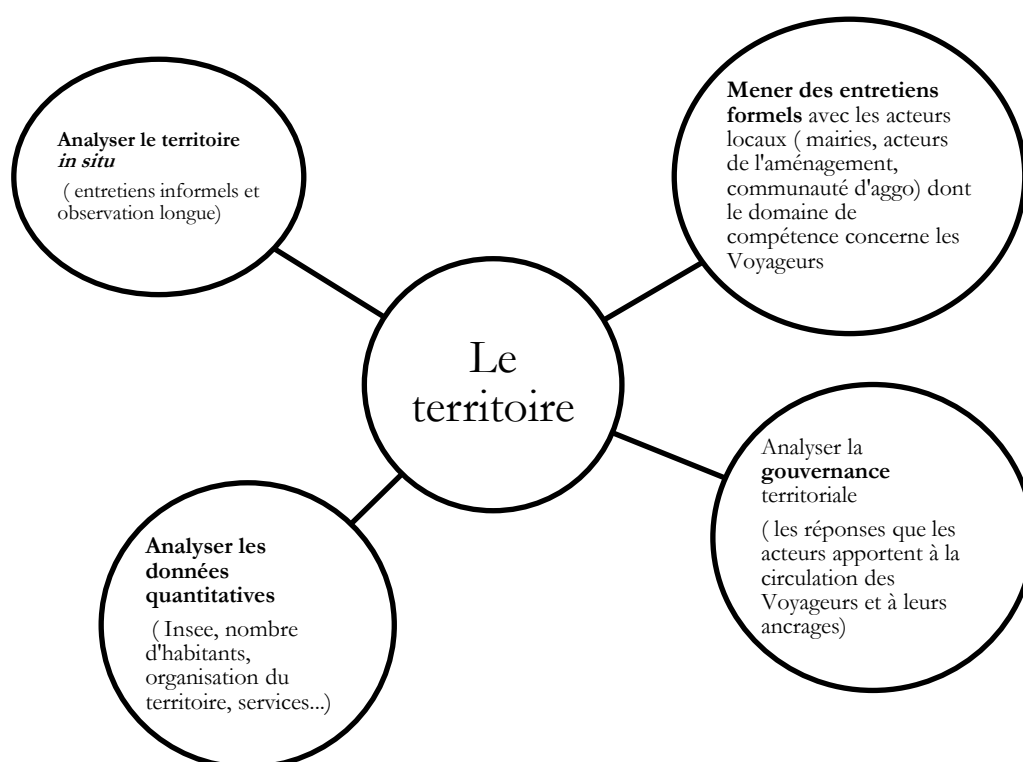 Analyser le territoire
in situ
( entretiens informels et
observation longue)
Mener des entretiens
formels avec les acteurs
locaux ( mairies, acteurs
de l'aménagement,
communauté d'aggo) dont
le domaine de
compétence concerne les
Voyageurs
Le
territoire
Analyser les
données
quantitatives
( Insee, nombre
d'habitants,
organisation du
territoire, services...)
Analyser la
gouvernance
territoriale
( les réponses que les
acteurs apportent à la
circulation des
Voyageurs et à leurs
ancrages)